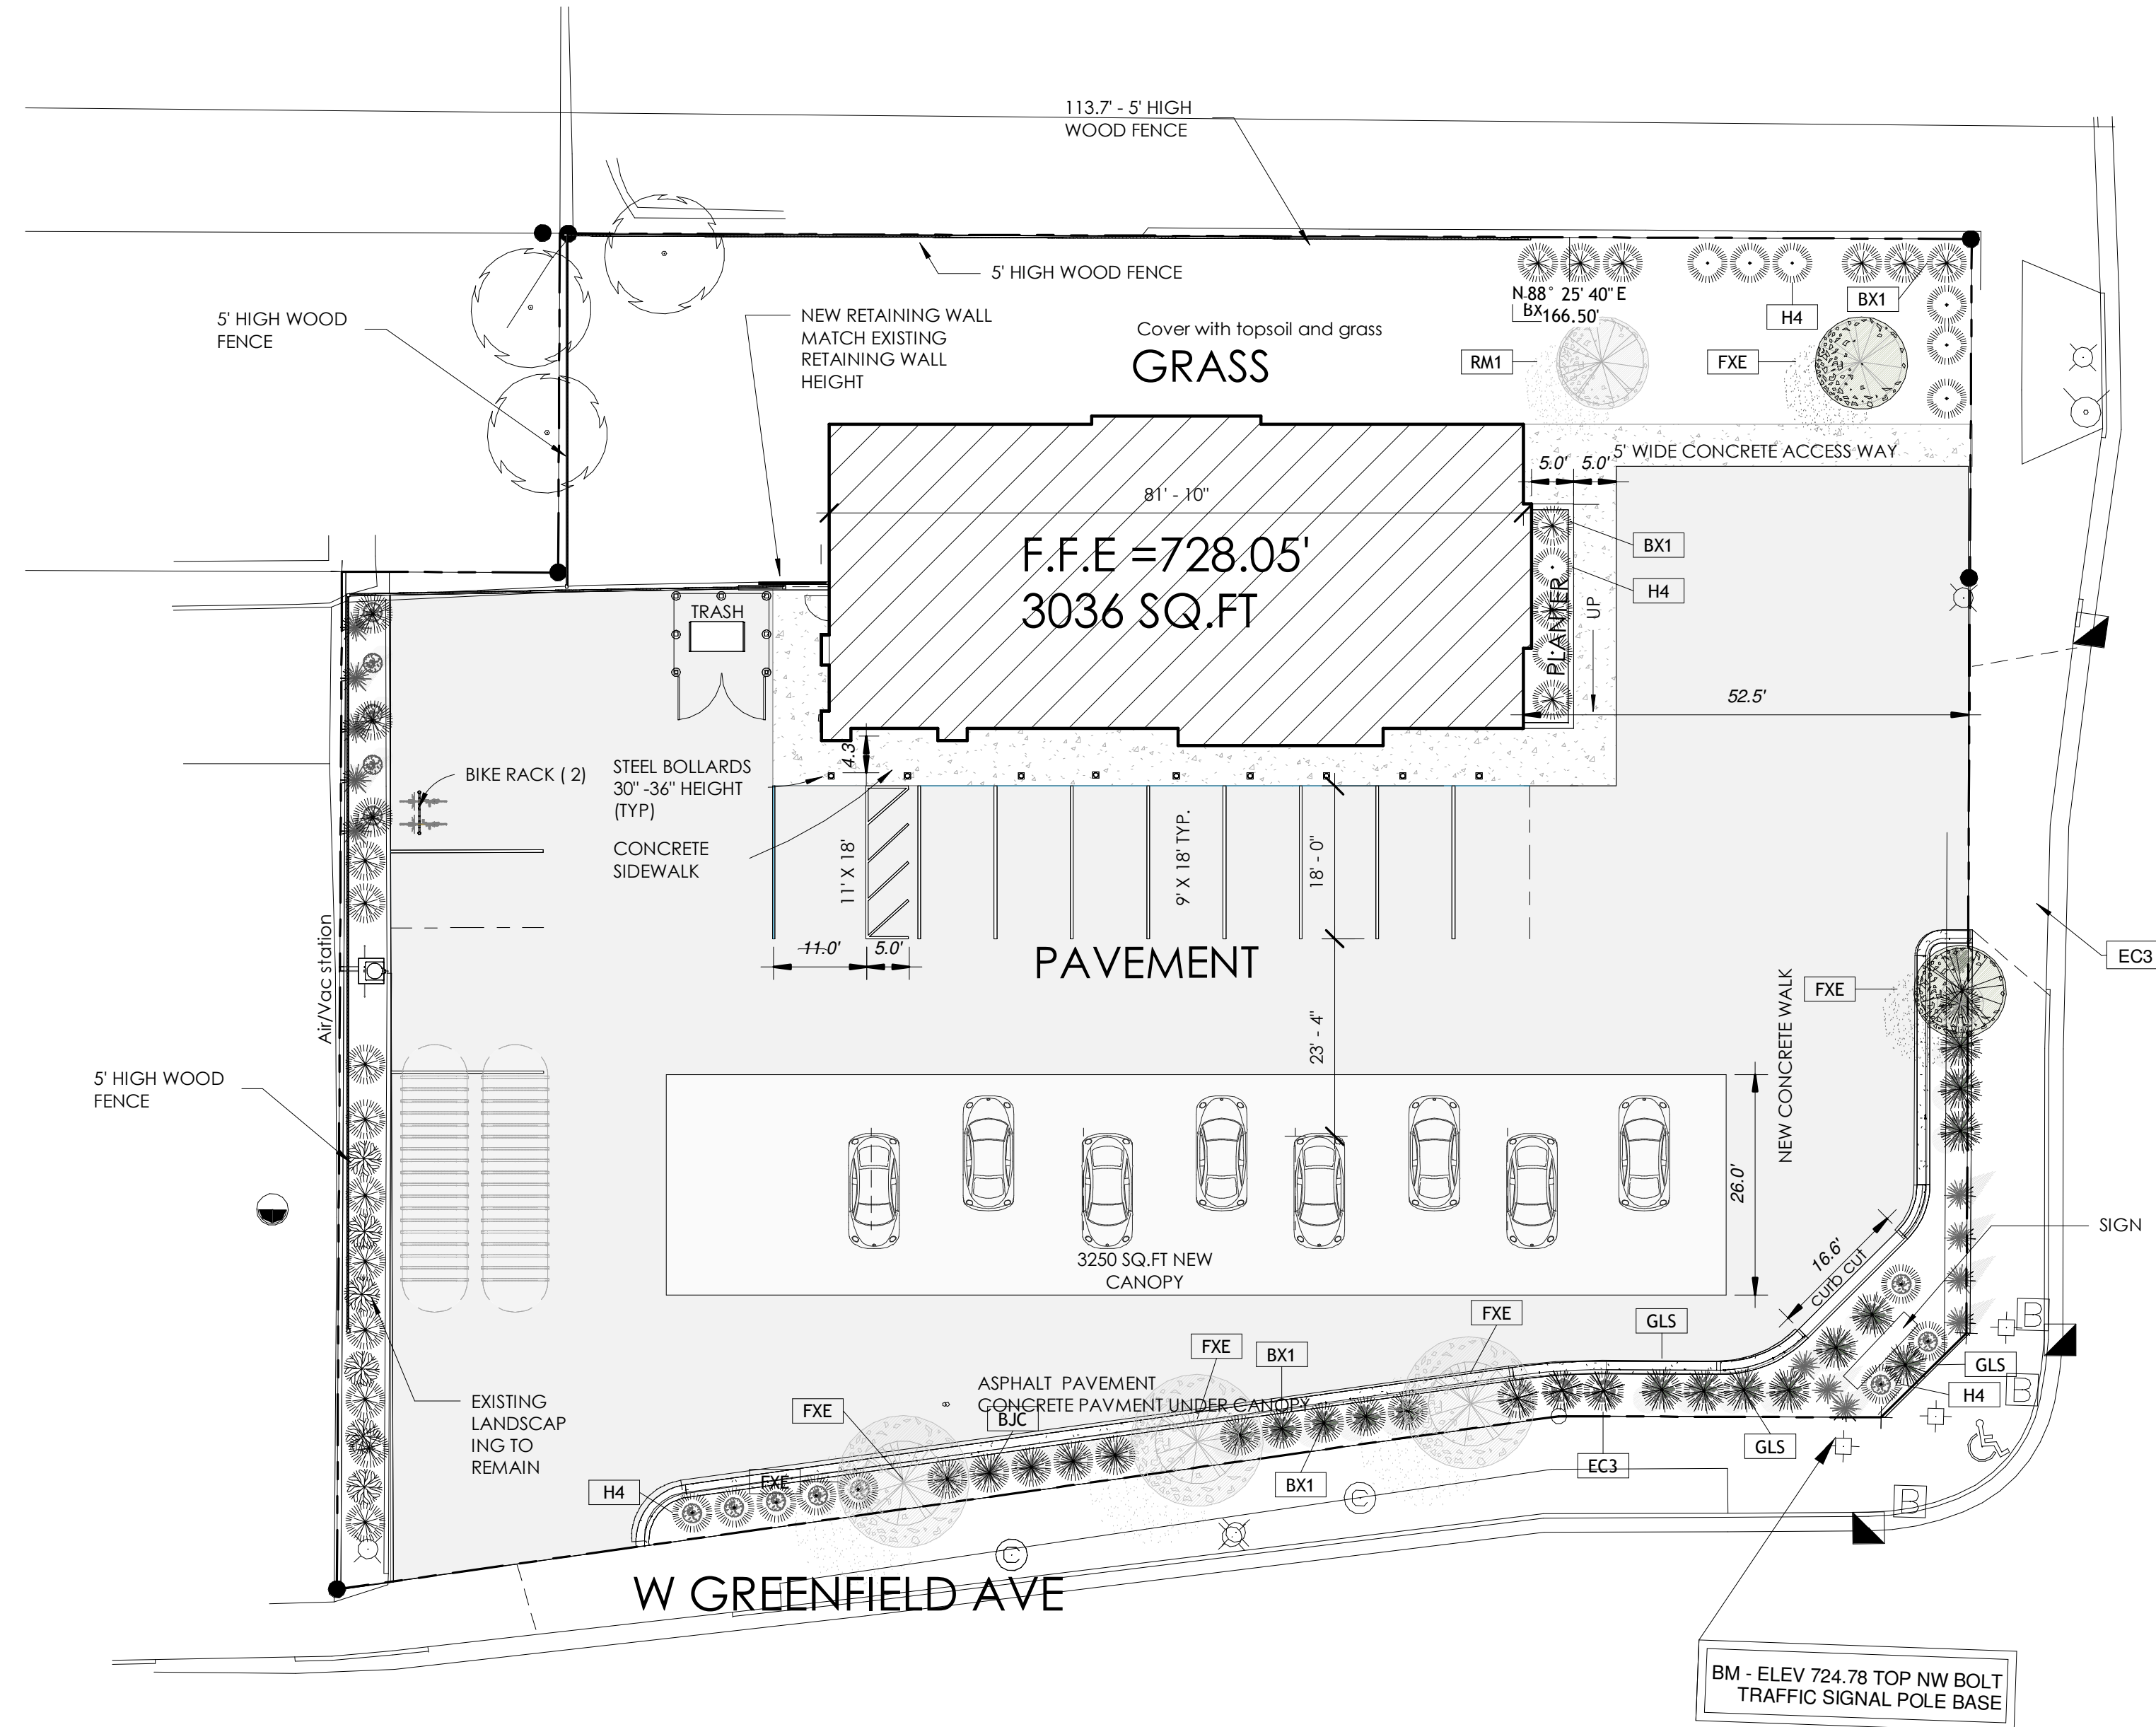 113.7' - 5' HIGH
WOOD FENCE
5' HIGH WOOD FENCE
5' HIGH WOOD
FENCE
NEW RETAINING WALL
MATCH EXISTING
RETAINING WALL
HEIGHT
Cover with topsoil and grass
GRASS
N 88° 25' 40" E
BX
166.50'
H4
BX1
RM1
FXE
5' WIDE CONCRETE ACCESS WAY
5.0'
5.0'
81' - 10"
F.F.E =728.05'
3036 SQ.FT
BX1
H4
PLANTER
UP
TRASH
52.5'
4.3'
BIKE RACK ( 2)
STEEL BOLLARDS
30" -36" HEIGHT
(TYP)
CONCRETE
SIDEWALK
11' X 18'
9' X 18' TYP.
18' - 0"
11.0'
5.0'
PAVEMENT
Air/Vac station
23' - 4"
NEW CONCRETE WALK
FXE
EC3
5' HIGH WOOD
FENCE
26.0'
3250 SQ.FT NEW
CANOPY
16.6'
curb cut
SIGN
FXE
GLS
FXE
BX1
GLS
H4
B
B
B
ASPHALT PAVEMENT
CONCRETE PAVMENT UNDER CANOPY
BJC
FXE
EXISTING
LANDSCAP
ING TO
REMAIN
FXE
H4
BX1
EC3
GLS
C
C
W GREENFIELD AVE
BM - ELEV 724.78 TOP NW BOLT
TRAFFIC SIGNAL POLE BASE